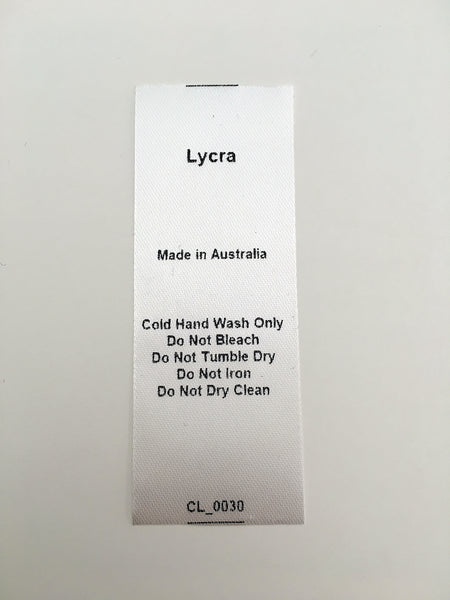 Lycra
Made in Australia
Cold Hand Wash Only
Do Not Bleach
Do Not Tumble Dry
Do Not Iron
Do Not Dry Clean
CL_0030